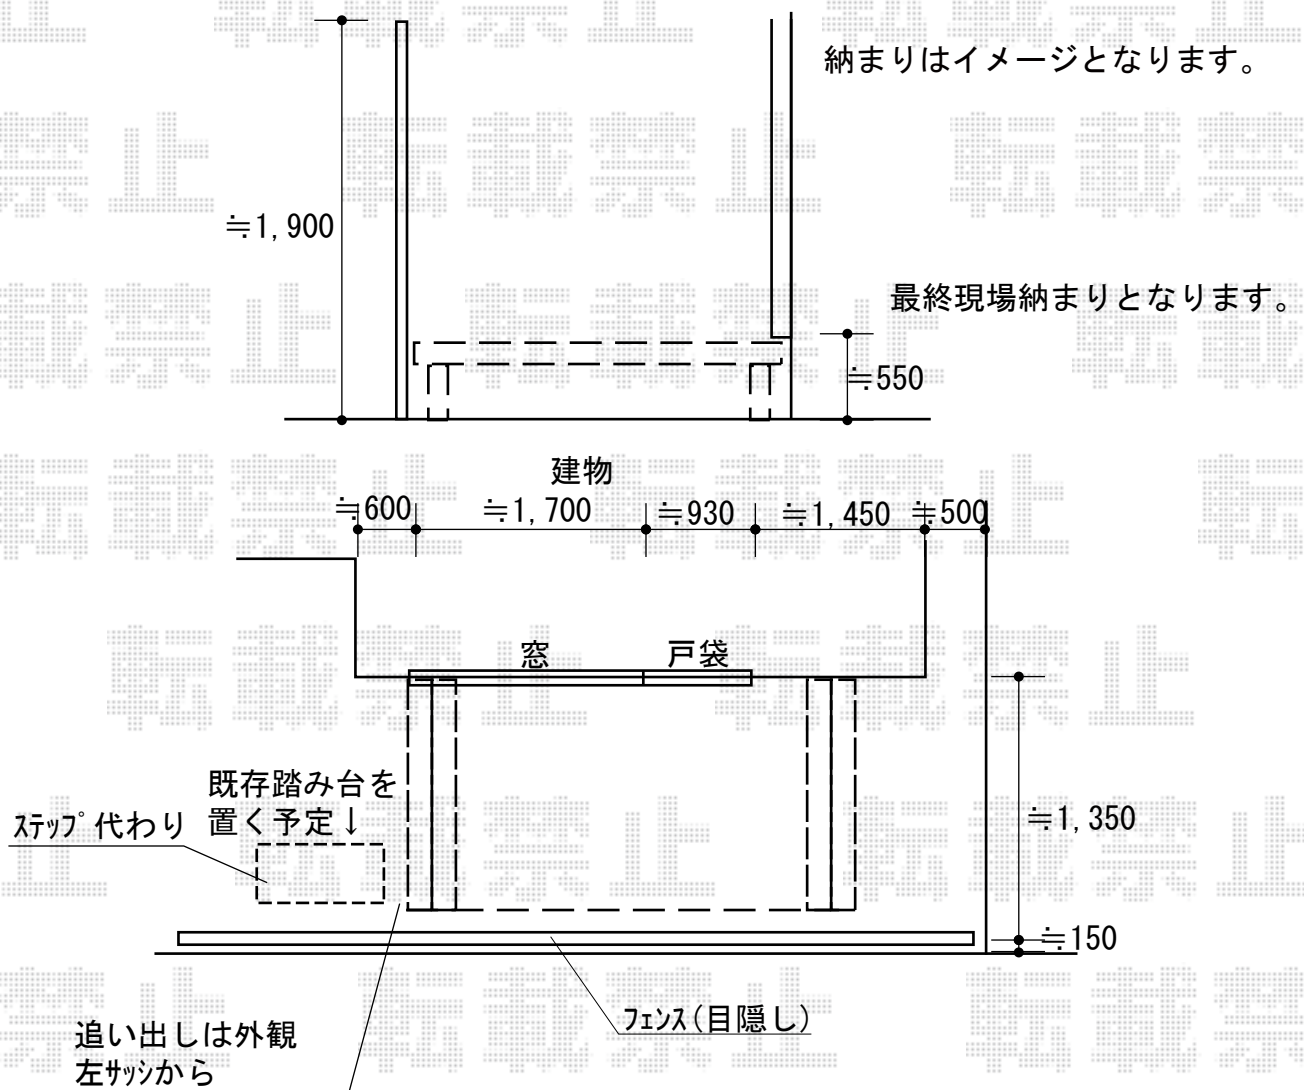 納まりはイメージとなります。
≒1,900
最終現場納まりとなります。
≒550
建物
≒600 ≒1,700 ≒930 ≒1,450 ≒500
窓 戸袋
既存踏み台を
置く予定↓
ｽﾃｯﾌﾟ代わり
≒1,350
≒150
ﾌｪﾝｽ(目隠し)
追い出しは外観
左ｻｯｼから
転載禁止